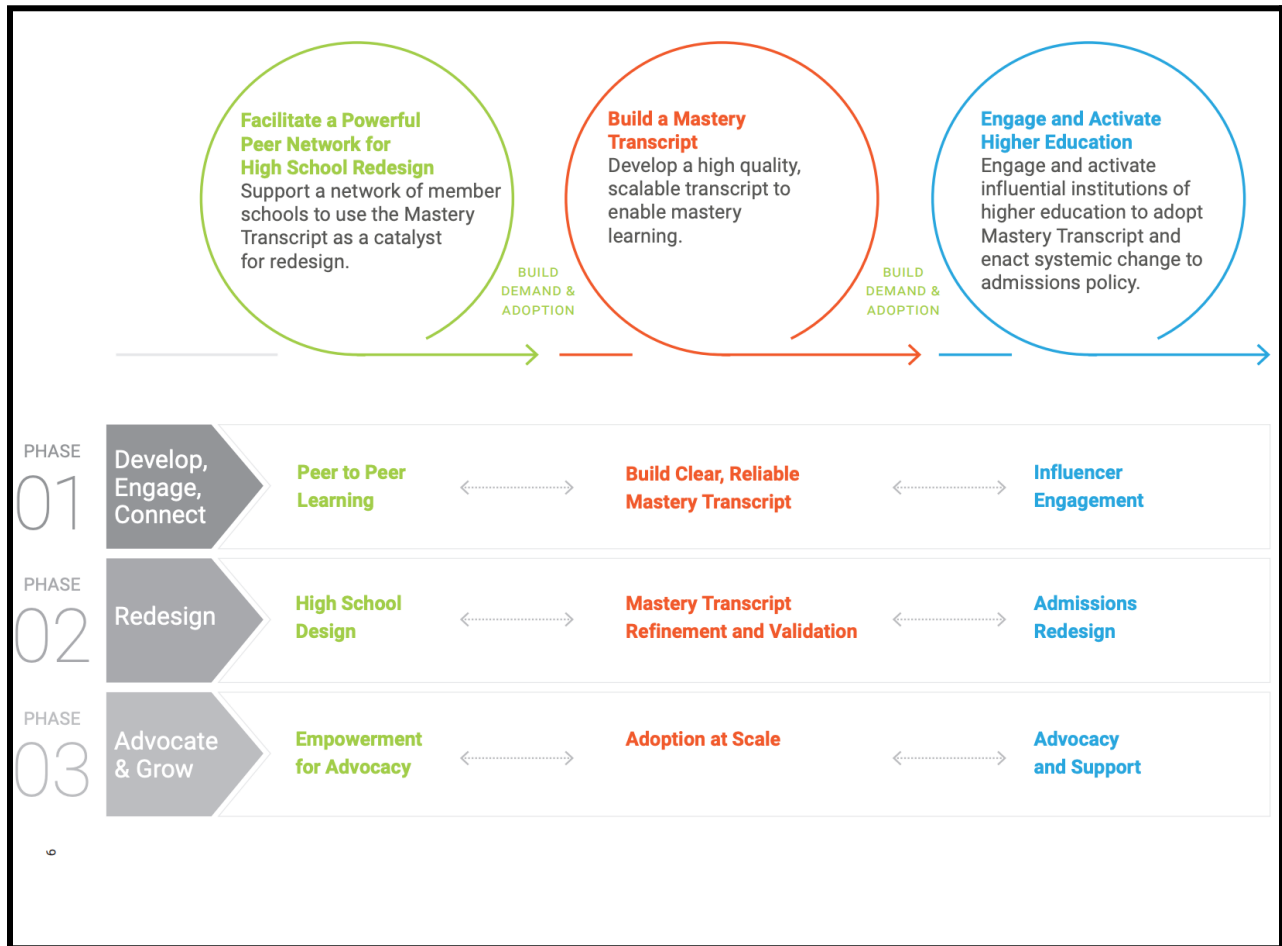 Facilitate a Powerful
Peer Network for
High School Redesign
Support a network of member
schools to use the Mastery
Transcript as a catalyst
for redesign.
BUILD
DEMAND &
ADOPTION
Build a Mastery
Transcript
Develop a high quality,
scalable transcript to
enable mastery
learning.
BUILD
DEMAND &
ADOPTION
Engage and Activate
Higher Education
Engage and activate
influential institutions of
higher education to adopt
Mastery Transcript and
enact systemic change to
admissions policy.
PHASE
01
Develop,
Engage,
Connect
Peer to Peer
Learning
Build Clear, Reliable
Mastery Transcript
Influencer
Engagement
PHASE
02
Redesign
High School
Design
Mastery Transcript
Refinement and Validation
Admissions
Redesign
PHASE
03
Advocate
& Grow
Empowerment
for Advocacy
Adoption at Scale
Advocacy
and Support
6